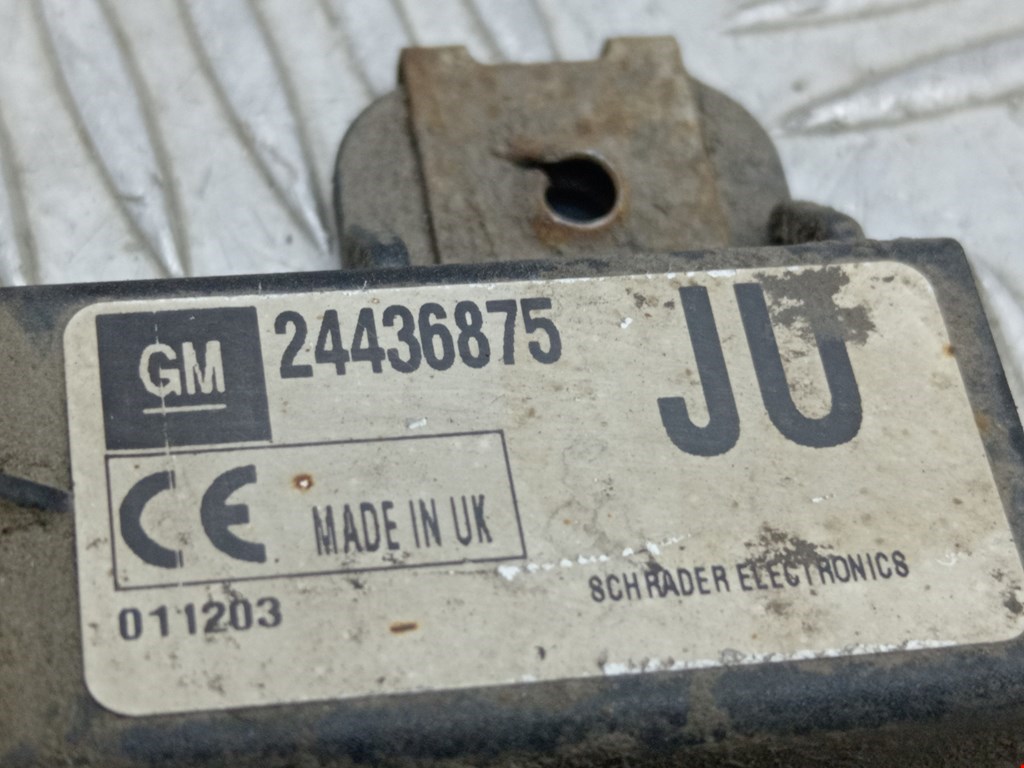 GM
24436875
JU
CE
MADE IN UK
011203
SCHRADER ELECTRONICS